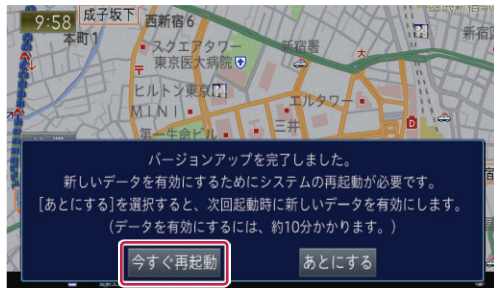 9:58
成子坂下
西新宿6
本町1
スクエアタワー
新宿署
東京医大病院
ヒルトン東京
MINI
エルタワー
三井
第一生命ビル
バージョンアップを完了しました。
新しいデータを有効にするためにシステムの再起動が必要です。
[あとにする]を選択すると、次回起動時に新しいデータを有効にします。
(データを有効にするには、約10分かかります。)
今すぐ再起動
あとにする